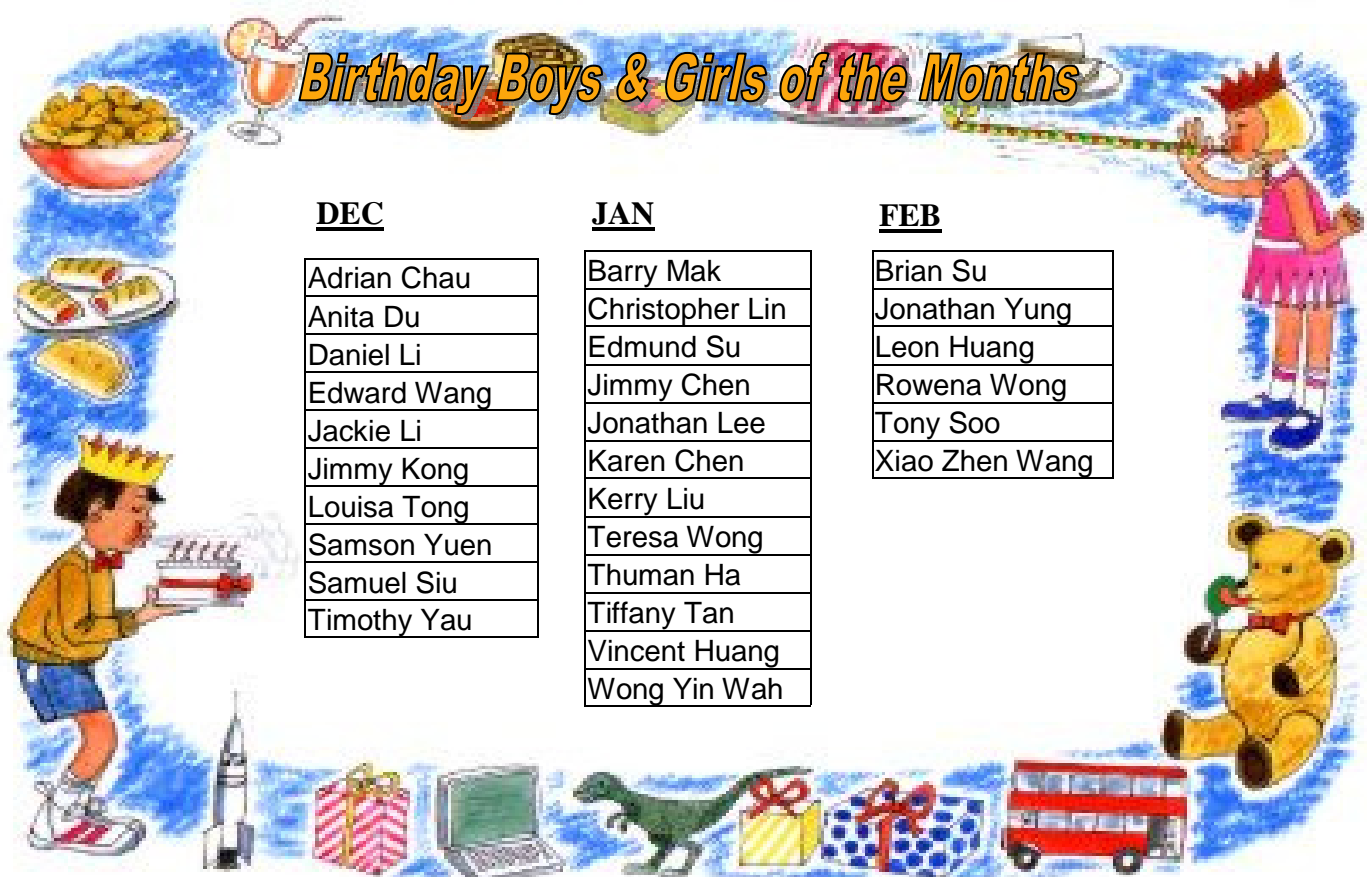 Birthday Boys & Girls of the Months
DEC
Adrian Chau
Anita Du
Daniel Li
Edward Wang
Jackie Li
Jimmy Kong
Louisa Tong
Samson Yuen
Samuel Siu
Timothy Yau
JAN
Barry Mak
Christopher Lin
Edmund Su
Jimmy Chen
Jonathan Lee
Karen Chen
Kerry Liu
Teresa Wong
Thuman Ha
Tiffany Tan
Vincent Huang
Wong Yin Wah
FEB
Brian Su
Jonathan Yung
Leon Huang
Rowena Wong
Tony Soo
Xiao Zhen Wang